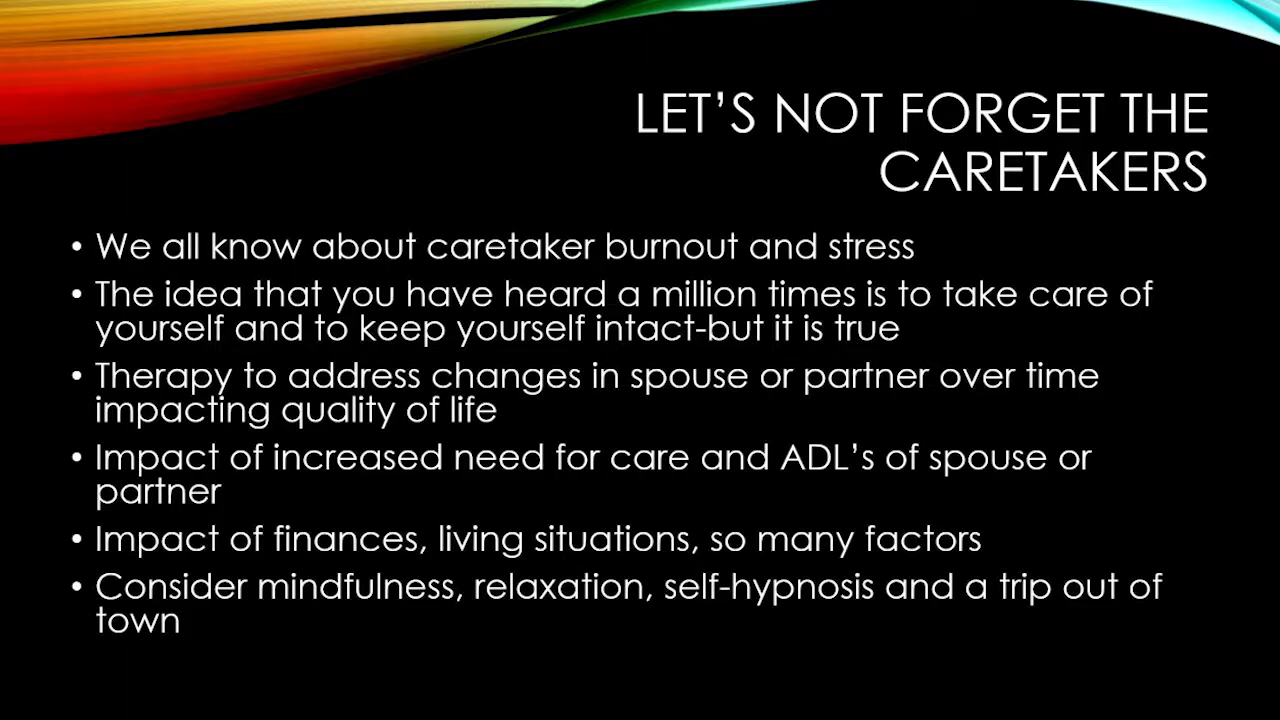 LET'S NOT FORGET THE
CARETAKERS
• We all know about caretaker burnout and stress
• The idea that you have heard a million times is to take care of
yourself and to keep yourself intact-but it is true
• Therapy to address changes in spouse or partner over time
impacting quality of life
• Impact of increased need for care and ADL's of spouse or
partner
• Impact of finances, living situations, so many factors
• Consider mindfulness, relaxation, self-hypnosis and a trip out of
town